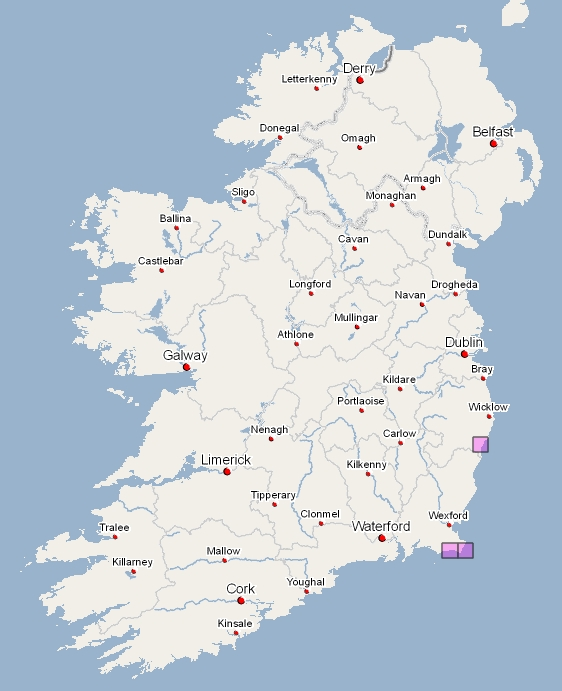 Derry
Letterkenny
Donegal
Omagh
Belfast
Armagh
Sligo
Monaghan
Ballina
Cavan
Dundalk
Castlebar
Longford
Navan
Drogheda
Mullingar
Athlone
Dublin
Galway
Bray
Kildare
Portlaoise
Wicklow
Nenagh
Carlow
Limerick
Kilkenny
Tipperary
Clonmel
Wexford
Tralee
Waterford
Mallow
Killarney
Youghal
Cork
Kinsale